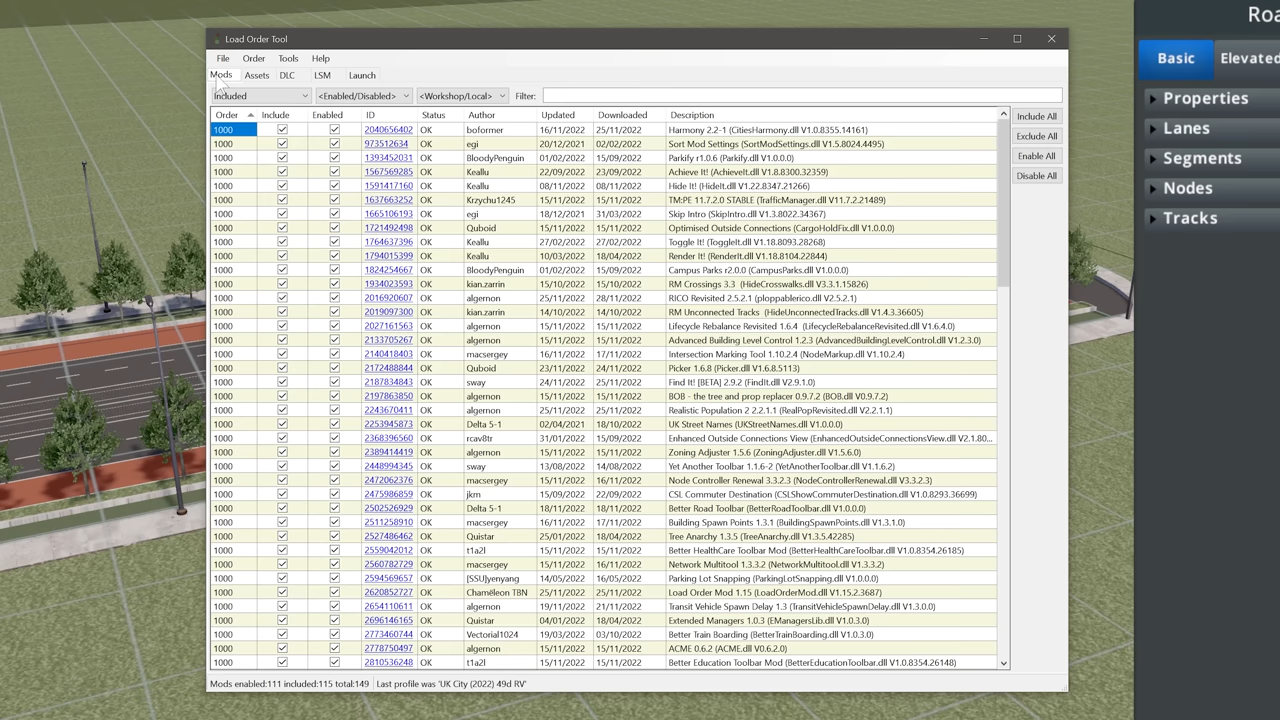 Load Order Tool
File Order Tools Help
Mods Assets DLC LSM Launch
Included <Enabled/Disabled> <Workshop/Local> Filter:
Order Include Enabled ID Status Author Updated Downloaded Description
1000 2040656402 OK boformer 16/11/2022 25/11/2022 Harmony 2.2-1 (CitiesHarmony.dll V1.0.8355.14161)
1000 973512634 OK egi 20/12/2021 02/02/2022 Sort Mod Settings (SortModSettings.dll V1.5.8024.4495)
1000 1393452031 OK BloodyPenguin 01/02/2022 15/09/2022 Parkify r1.0.6 (Parkify.dll V1.0.0.0)
1000 1567569285 OK Keallu 22/09/2022 23/09/2022 Achieve It! (AchieveIt.dll V1.8.8300.32359)
1000 1591417160 OK Keallu 08/11/2022 08/11/2022 Hide It! (HideIt.dll V1.22.8347.21266)
1000 1637663252 OK Krzychu1245 15/11/2022 15/11/2022 TM:PE 11.7.2.0 STABLE (TrafficManager.dll V11.7.2.21489)
1000 1665106193 OK egi 18/12/2021 31/03/2022 Skip Intro (SkipIntro.dll V1.3.8022.34367)
1000 1721492498 OK Quboid 15/11/2022 15/11/2022 Optimised Outside Connections (CargoHoldFix.dll V1.0.0.0)
1000 1764637396 OK Keallu 27/02/2022 27/02/2022 Toggle It! (ToggleIt.dll V1.18.8093.28268)
1000 1794015399 OK Keallu 10/03/2022 18/04/2022 Render It! (RenderIt.dll V1.18.8104.22844)
1000 1824254667 OK BloodyPenguin 01/02/2022 15/09/2022 Campus Parks r2.0.0 (CampusParks.dll V1.0.0.0)
1000 1934023593 OK kian.zarrin 15/10/2022 15/10/2022 RM Crossings 3.3 (HideCrosswalks.dll V3.3.1.15826)
1000 2016920607 OK algernon 25/11/2022 28/11/2022 RICO Revisited 2.5.2.1 (ploppablerico.dll V2.5.2.1)
1000 2019097300 OK kian.zarrin 14/10/2022 14/10/2022 RM Unconnected Tracks (HideUnconnectedTracks.dll V1.4.3.36605)
1000 2027161563 OK algernon 15/11/2022 15/11/2022 Lifecycle Rebalance Revisited 1.6.4 (LifecycleRebalanceRevisited.dll V1.6.4.0)
1000 2133705267 OK algernon 15/11/2022 15/11/2022 Advanced Building Level Control 1.2.3 (AdvancedBuildingLevelControl.dll V1.2.3.0)
1000 2140418403 OK macsergey 16/11/2022 17/11/2022 Intersection Marking Tool 1.10.2.4 (NodeMarkup.dll V1.10.2.4)
1000 2172488844 OK Quboid 23/11/2022 24/11/2022 Picker 1.6.8 (Picker.dll V1.6.8.5113)
1000 2187834843 OK sway 24/11/2022 25/11/2022 Find It! [BETA] 2.9.2 (FindIt.dll V2.9.1.0)
1000 2197863850 OK algernon 15/11/2022 15/11/2022 BOB - the tree and prop replacer 0.9.7.2 (BOB.dll V0.9.7.2)
1000 2243670411 OK algernon 25/11/2022 25/11/2022 Realistic Population 2 2.2.1.1 (RealPopRevisited.dll V2.2.1.1)
1000 2253945873 OK Delta 5-1 02/04/2021 18/10/2022 UK Street Names (UKStreetNames.dll V1.0.0.0)
1000 2368396560 OK rcav8tr 31/01/2022 15/09/2022 Enhanced Outside Connections View (EnhancedOutsideConnectionsView.dll V2.1.80...
1000 2389414419 OK algernon 15/11/2022 15/11/2022 Zoning Adjuster 1.5.6 (ZoningAdjuster.dll V1.5.6.0)
1000 2448994345 OK sway 13/08/2022 14/08/2022 Yet Another Toolbar 1.1.6-2 (YetAnotherToolbar.dll V1.1.6.2)
1000 2472062376 OK macsergey 15/11/2022 16/11/2022 Node Controller Renewal 3.3.2.3 (NodeControllerRenewal.dll V3.3.2.3)
1000 2475986859 OK jkm 15/09/2022 22/09/2022 CSL Commuter Destination (CSLShowCommuterDestination.dll V1.0.8293.36699)
1000 2502526929 OK Delta 5-1 18/11/2022 18/11/2022 Better Road Toolbar (BetterRoadToolbar.dll V1.0.0.0)
1000 2511258910 OK macsergey 16/11/2022 17/11/2022 Building Spawn Points 1.3.1 (BuildingSpawnPoints.dll V1.3.1.0)
1000 2527486462 OK Quistar 25/01/2022 18/04/2022 Tree Anarchy 1.3.5 (TreeAnarchy.dll V1.3.5.42285)
1000 2559042012 OK t1a2l 15/11/2022 15/11/2022 Better HealthCare Toolbar Mod (BetterHealthCareToolbar.dll V1.0.8354.26185)
1000 2560782729 OK macsergey 15/11/2022 15/11/2022 Network Multitool 1.3.3.2 (NetworkMultitool.dll V1.3.3.2)
1000 2594569657 OK [SSU]yenyang 14/05/2022 16/05/2022 Parking Lot Snapping (ParkingLotSnapping.dll V1.0.0.0)
1000 2620852727 OK Chamëleon TBN 25/11/2022 25/11/2022 Load Order Mod 1.15 (LoadOrderMod.dll V1.15.2.3687)
1000 2654110611 OK algernon 19/11/2022 21/11/2022 Transit Vehicle Spawn Delay 1.3 (TransitVehicleSpawnDelay.dll V1.3.0.0)
1000 2696146165 OK Quistar 04/01/2022 18/04/2022 Extended Managers 1.0.3 (EManagersLib.dll V1.0.3.0)
1000 2773460744 OK Vectorial1024 19/03/2022 03/10/2022 Better Train Boarding (BetterTrainBoarding.dll V1.0.3.0)
1000 2778750497 OK algernon 25/11/2022 25/11/2022 ACME 0.6.2 (ACME.dll V0.6.2.0)
1000 2810536248 OK t1a2l 15/11/2022 15/11/2022 Better Education Toolbar Mod (BetterEducationToolbar.dll V1.0.8354.26148)
Include All
Exclude All
Enable All
Disable All
Mods enabled:111 included:115 total:149 Last profile was 'UK City (2022) 49d RV'
Roa
Basic Elevated
Properties
Lanes
Segments
Nodes
Tracks